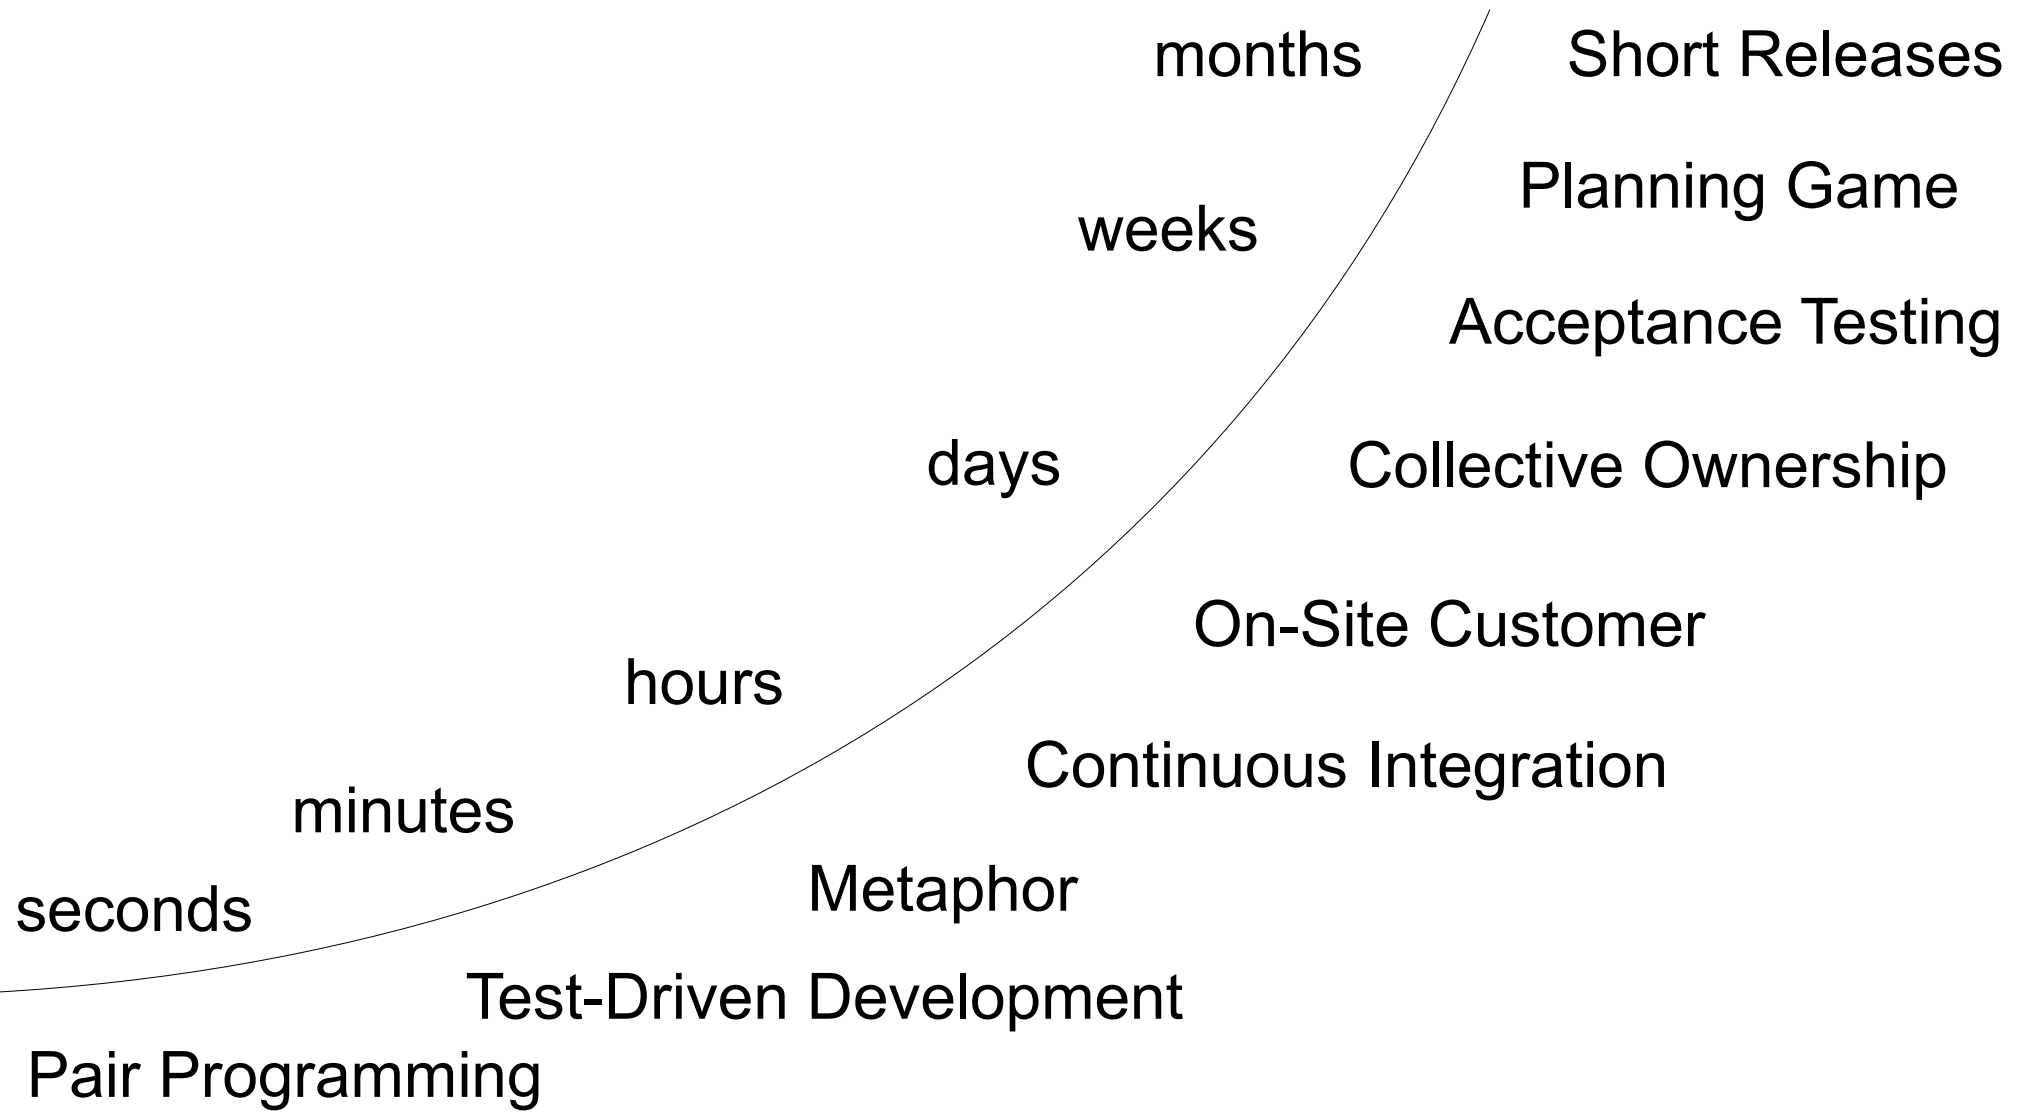 months
Short Releases
Planning Game
weeks
Acceptance Testing
days
Collective Ownership
On-Site Customer
hours
Continuous Integration
minutes
Metaphor
seconds
Test-Driven Development
Pair Programming